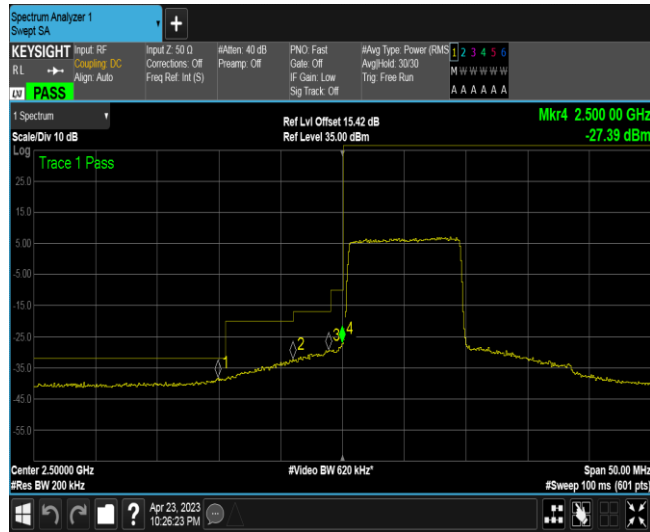 Spectrum Analyzer 1
Swept SA
+
KEYSIGHT
RL
LXI
PASS
Input: RF
Coupling: DC
Align: Auto
Input Z: 50 Ω
Corrections: Off
Freq Ref: Int (S)
#Atten: 40 dB
Preamp: Off
PNO: Fast
Gate: Off
IF Gain: Low
Sig Track: Off
#Avg Type: Power (RMS
Avg|Hold: 30/30
Trig: Free Run
1 2 3 4 5 6
M W W W W W
A A A A A A
1 Spectrum
Scale/Div 10 dB
Ref Lvl Offset 15.42 dB
Ref Level 35.00 dBm
Mkr4 2.500 00 GHz
-27.39 dBm
Log
Trace 1 Pass
25.0
15.0
5.00
-5.00
-15.0
-25.0
-35.0
-45.0
-55.0
1
2
3
4
Center 2.50000 GHz
#Res BW 200 kHz
#Video BW 620 kHz*
Span 50.00 MHz
#Sweep 100 ms (601 pts)
?
Apr 23, 2023
10:26:23 PM